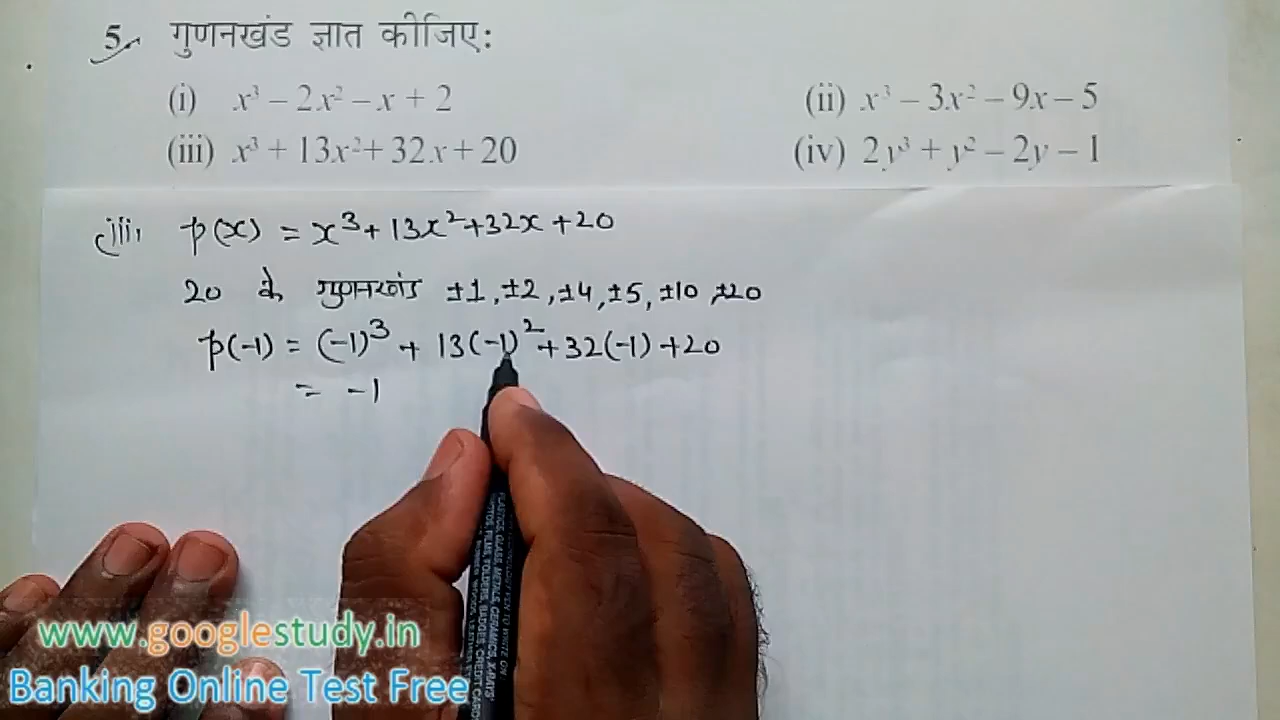 5. गुणनखंड ज्ञात कीजिए:
(i) x³ – 2x² – x + 2 (ii) x³ – 3x² – 9x – 5
(iii) x³ + 13x² + 32x + 20 (iv) 2y³ + y² – 2y – 1
(iii) p(x) = x³ + 13x² + 32x + 20
20 के गुणनखंड ±1, ±2, ±4, ±5, ±10, ±20
p(-1) = (-1)³ + 13(-1)² + 32(-1) + 20
= -1
www.googlestudy.in
Banking Online Test Free